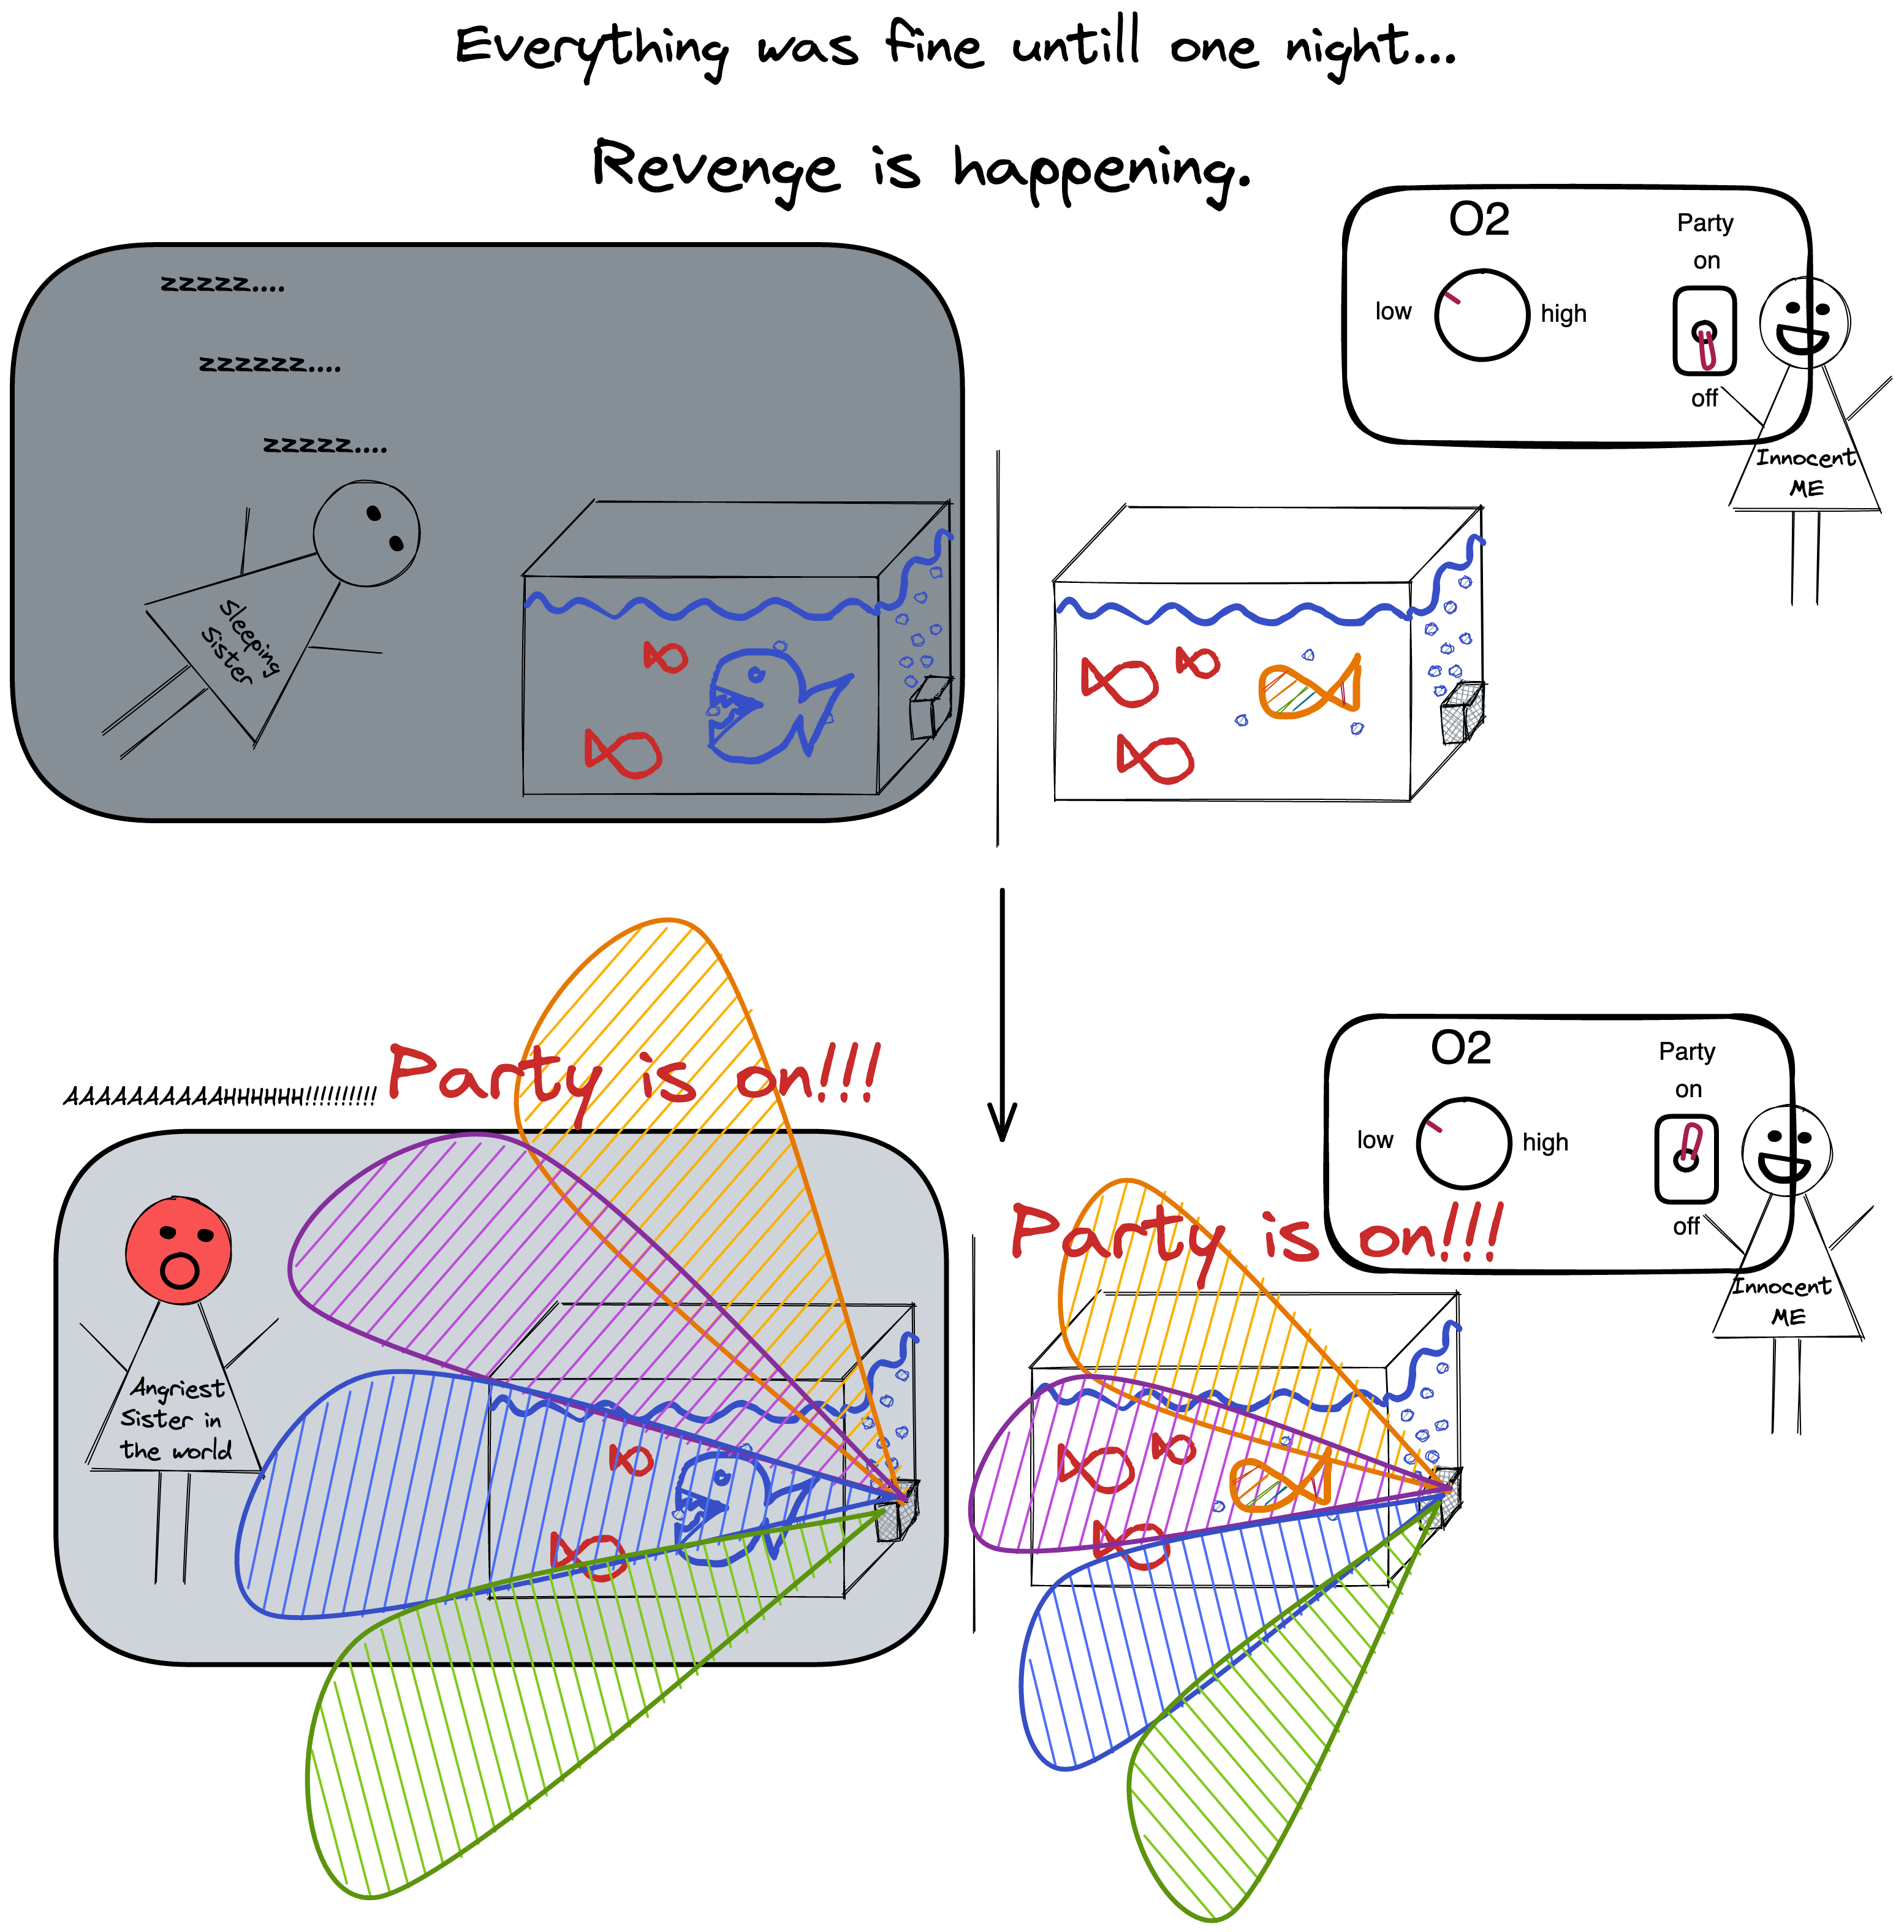 Everything was fine untill one night...
Revenge is happening.
O2
Party
on
low
high
off
Innocent
ME
zzzzz....
zzzzzz....
zzzzz....
Sleeping
Sister
AAAAAAAAAAHHHHHH!!!!!!!!!!
Party is on!!!
Angriest
Sister in
the world
O2
Party
on
low
high
off
Party is on!!!
Innocent
ME